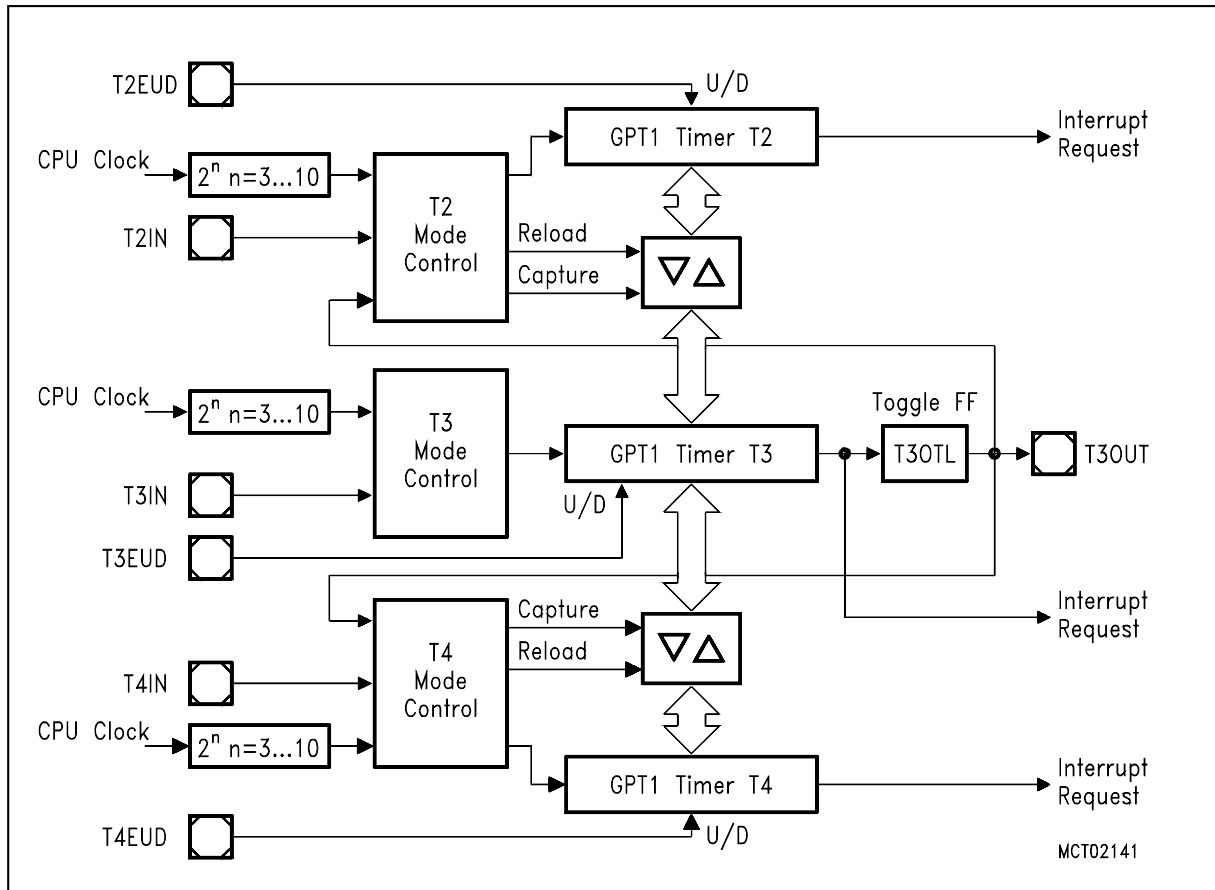 T2EUD
U/D
GPT1 Timer T2
Interrupt
Request
CPU Clock
2ⁿ n=3...10
T2IN
T2
Mode
Control
Reload
Capture
CPU Clock
2ⁿ n=3...10
T3
Mode
Control
GPT1 Timer T3
Toggle FF
T3OTL
T3OUT
T3IN
U/D
T3EUD
Interrupt
Request
Capture
Reload
T4
Mode
Control
T4IN
CPU Clock
2ⁿ n=3...10
GPT1 Timer T4
Interrupt
Request
T4EUD
U/D
MCT02141